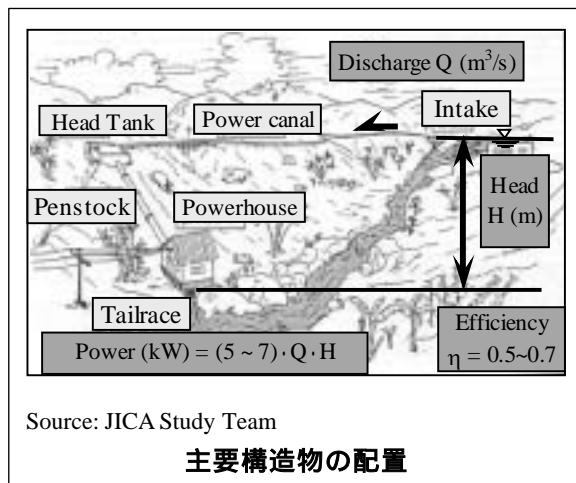 Discharge Q (m³/s)
Intake
Head Tank
Power canal
Head
H (m)
Penstock
Powerhouse
Tailrace
Efficiency
η = 0.5~0.7
Power (kW) = (5 ~ 7)·Q·H
Source: JICA Study Team
主要構造物の配置